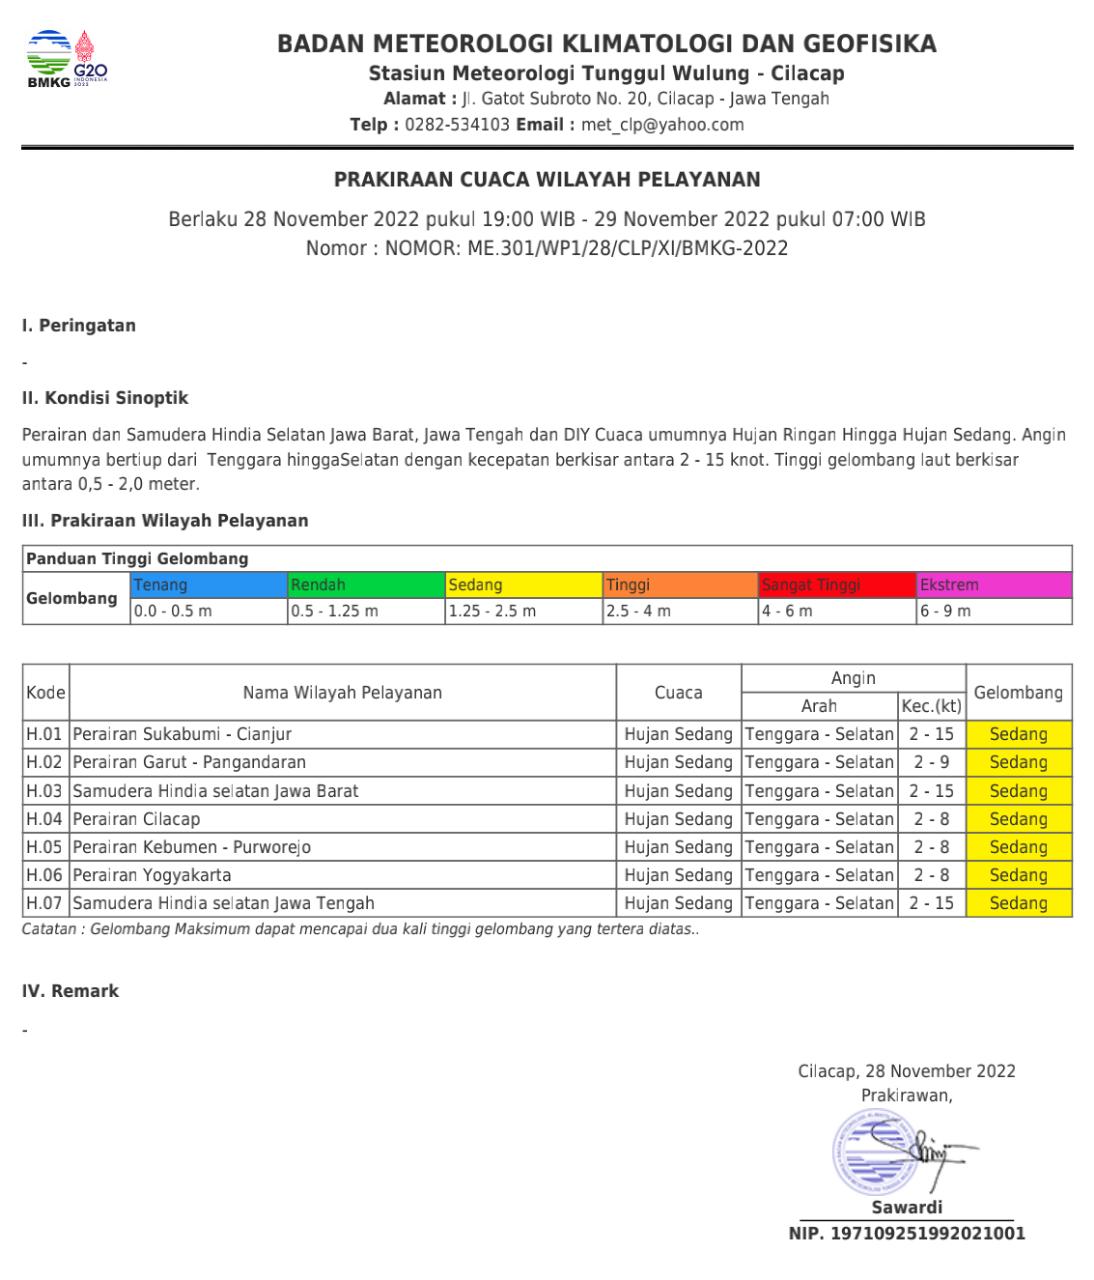 BMKG
G20
INDONESIA
2022
BADAN METEOROLOGI KLIMATOLOGI DAN GEOFISIKA
Stasiun Meteorologi Tunggul Wulung - Cilacap
Alamat : Jl. Gatot Subroto No. 20, Cilacap - Jawa Tengah
Telp : 0282-534103 Email : met_clp@yahoo.com
PRAKIRAAN CUACA WILAYAH PELAYANAN
Berlaku 28 November 2022 pukul 19:00 WIB - 29 November 2022 pukul 07:00 WIB
Nomor : NOMOR: ME.301/WP1/28/CLP/XI/BMKG-2022
I. Peringatan
-
II. Kondisi Sinoptik
Perairan dan Samudera Hindia Selatan Jawa Barat, Jawa Tengah dan DIY Cuaca umumnya Hujan Ringan Hingga Hujan Sedang. Angin
umumnya bertiup dari  Tenggara hinggaSelatan dengan kecepatan berkisar antara 2 - 15 knot. Tinggi gelombang laut berkisar
antara 0,5 - 2,0 meter.
III. Prakiraan Wilayah Pelayanan
Panduan Tinggi Gelombang
Gelombang Tenang Rendah Sedang Tinggi Sangat Tinggi Ekstrem
0.0 - 0.5 m 0.5 - 1.25 m 1.25 - 2.5 m 2.5 - 4 m 4 - 6 m 6 - 9 m
Kode Nama Wilayah Pelayanan Cuaca Angin Gelombang
Arah Kec.(kt)
H.01 Perairan Sukabumi - Cianjur Hujan Sedang Tenggara - Selatan 2 - 15 Sedang
H.02 Perairan Garut - Pangandaran Hujan Sedang Tenggara - Selatan 2 - 9 Sedang
H.03 Samudera Hindia selatan Jawa Barat Hujan Sedang Tenggara - Selatan 2 - 15 Sedang
H.04 Perairan Cilacap Hujan Sedang Tenggara - Selatan 2 - 8 Sedang
H.05 Perairan Kebumen - Purworejo Hujan Sedang Tenggara - Selatan 2 - 8 Sedang
H.06 Perairan Yogyakarta Hujan Sedang Tenggara - Selatan 2 - 8 Sedang
H.07 Samudera Hindia selatan Jawa Tengah Hujan Sedang Tenggara - Selatan 2 - 15 Sedang
Catatan : Gelombang Maksimum dapat mencapai dua kali tinggi gelombang yang tertera diatas..
IV. Remark
-
Cilacap, 28 November 2022
Prakirawan,
Sawardi
NIP. 197109251992021001